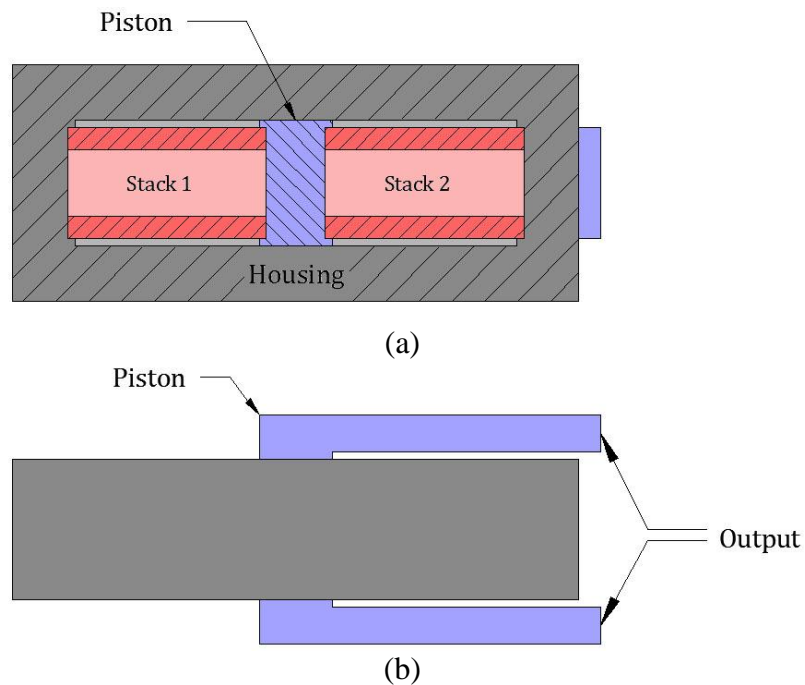 Piston
Stack 1
Stack 2
Housing
(a)
Piston
Output
(b)